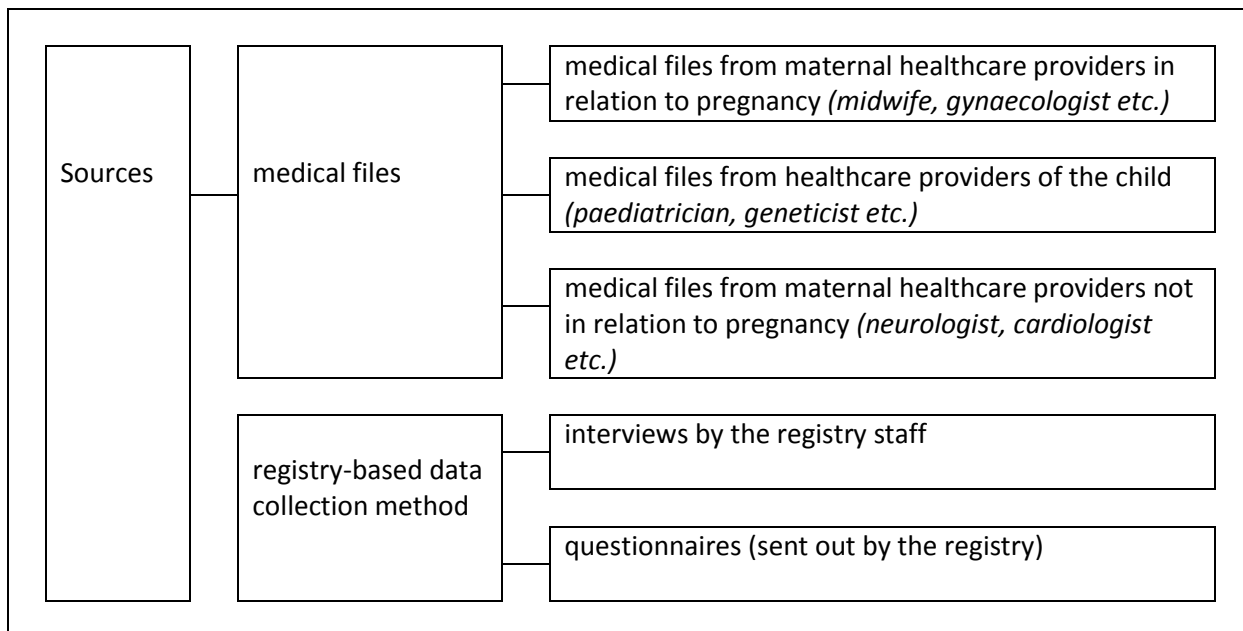 Sources
medical files
medical files from maternal healthcare providers in
relation to pregnancy (midwife, gynaecologist etc.)
medical files from healthcare providers of the child
(paediatrician, geneticist etc.)
medical files from maternal healthcare providers not
in relation to pregnancy (neurologist, cardiologist
etc.)
registry-based data
collection method
interviews by the registry staff
questionnaires (sent out by the registry)